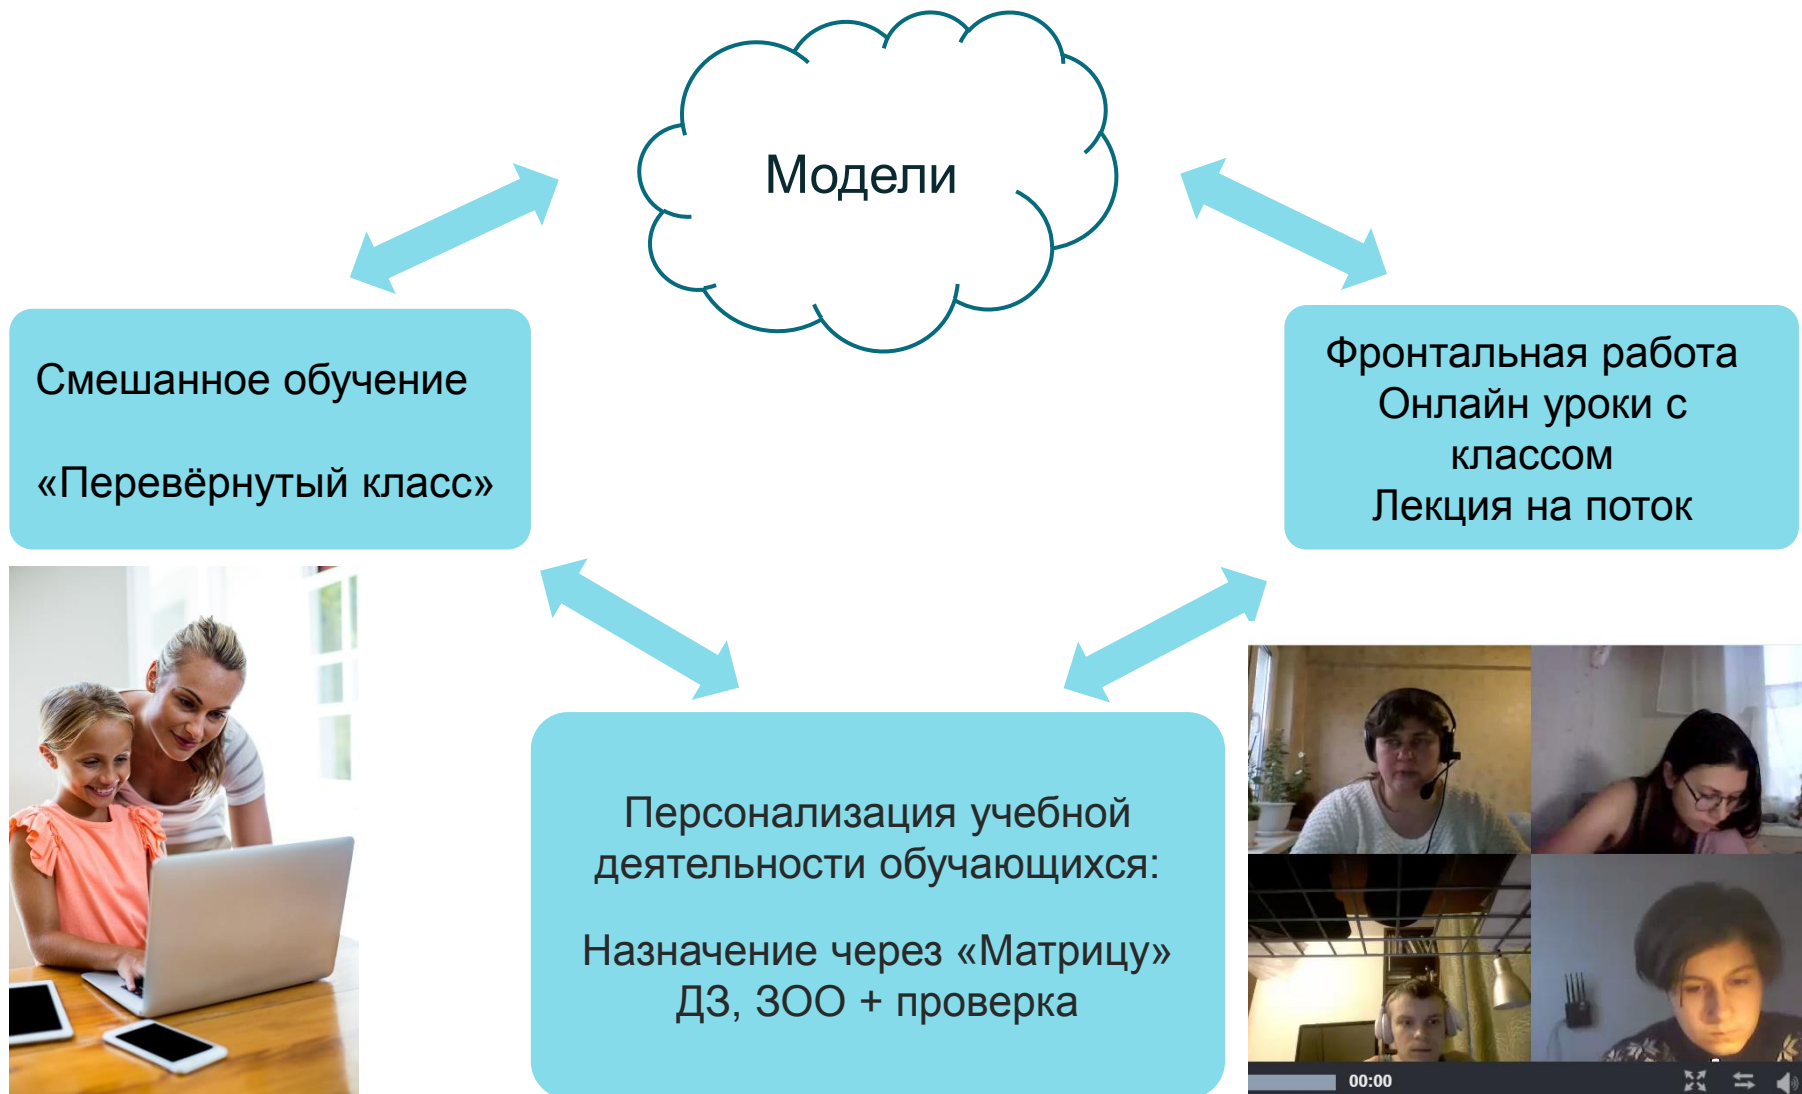 Модели
Смешанное обучение
«Перевёрнутый класс»
Фронтальная работа
Онлайн уроки с
классом
Лекция на поток
Персонализация учебной
деятельности обучающихся:
Назначение через «Матрицу»
ДЗ, ЗОО + проверка
00:00